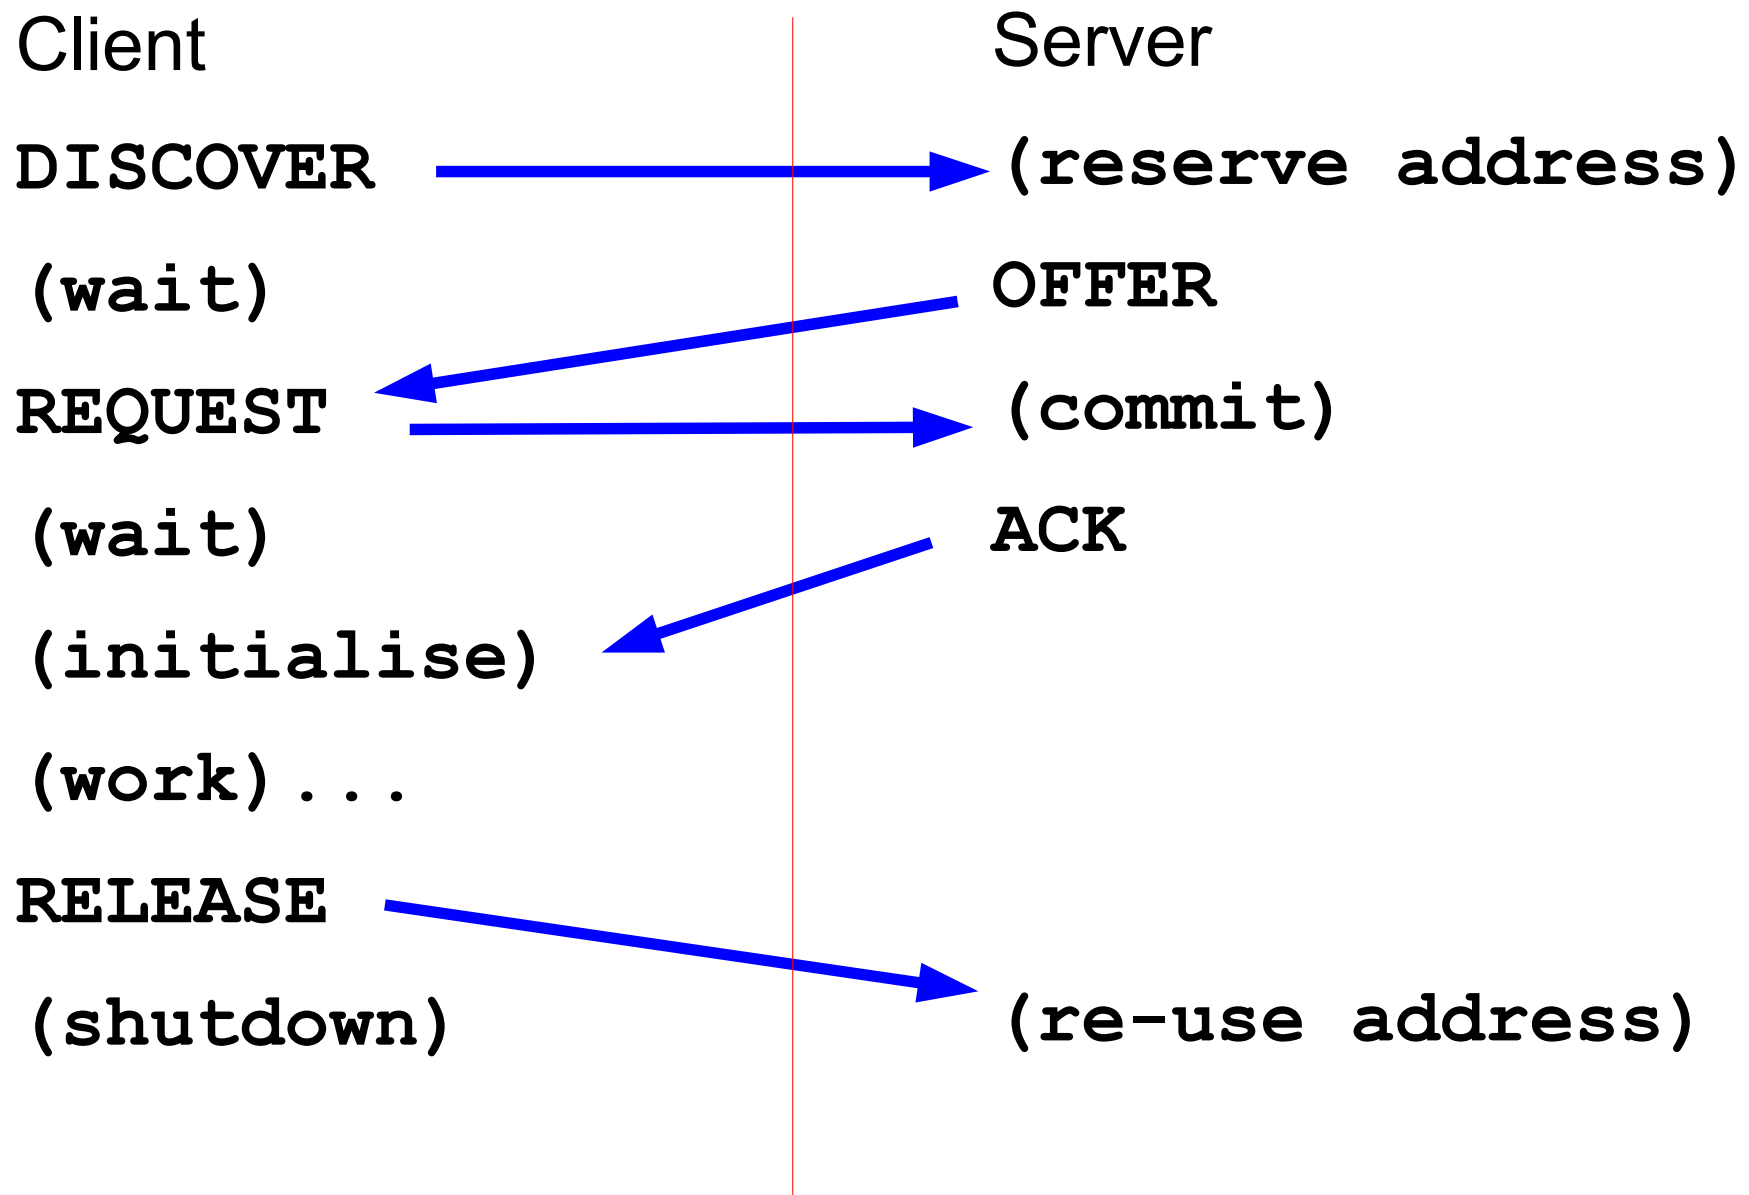 Client
DISCOVER
(wait)
REQUEST
(wait)
(initialise)
(work)...
RELEASE
(shutdown)
Server
(reserve address)
OFFER
(commit)
ACK
(re-use address)